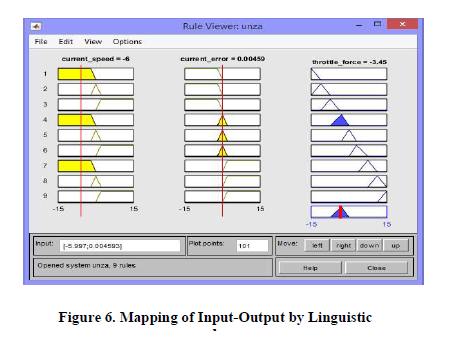 Rule Viewer: unza
File Edit View Options
current_speed = -6 current_error = 0.00459 throttle_force = -3.45
1
2
3
4
5
6
7
8
9
-15 15 -15 15
-15 15
Input: [-5.997;0.004593] Plot points: 101 Move: left right down up
Opened system unza, 9 rules Help Close
Figure 6. Mapping of Input-Output by Linguistic